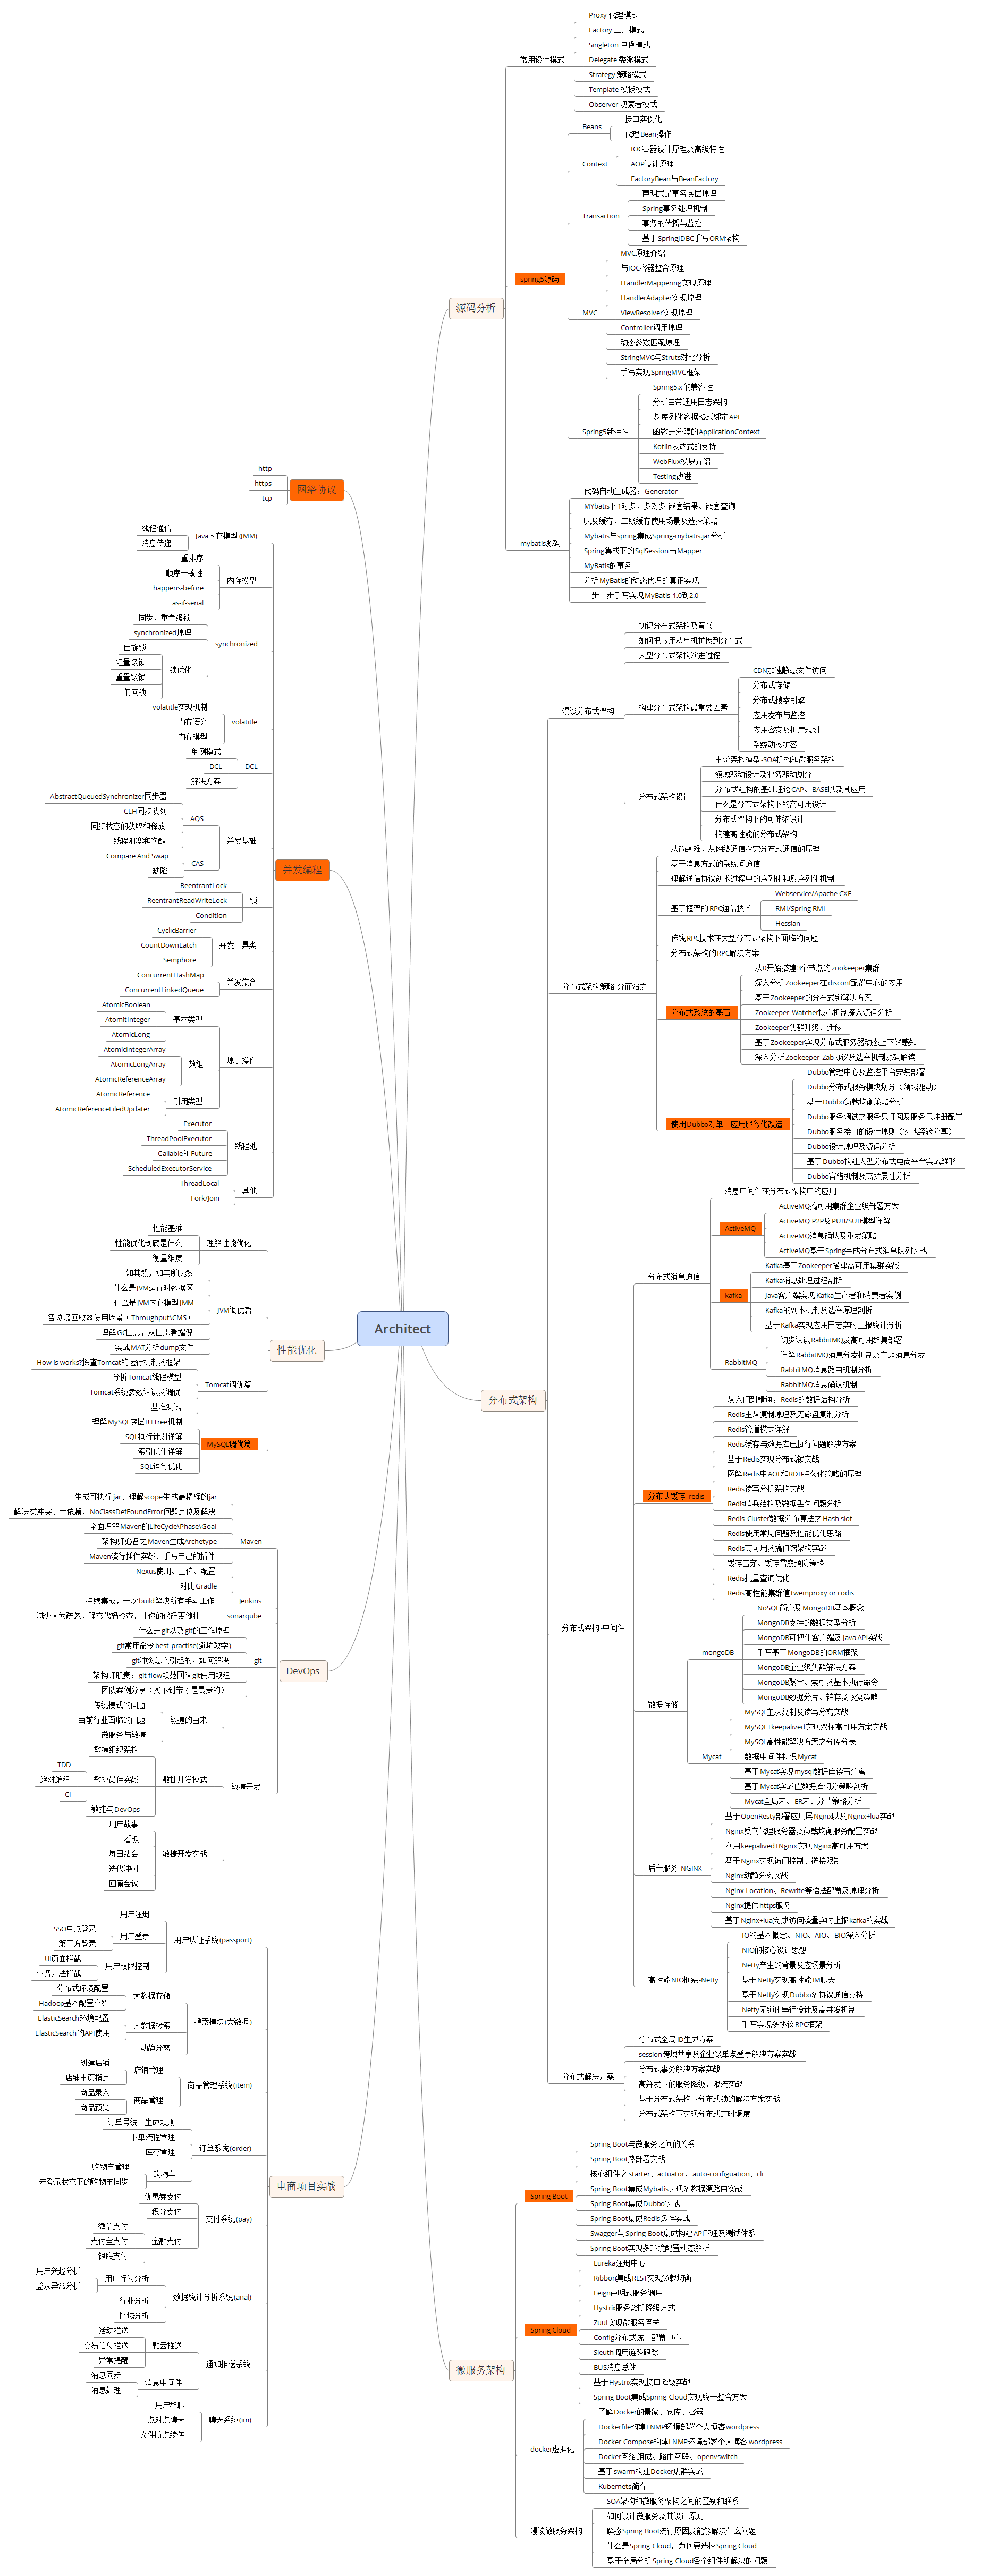 Architect
源码分析
常用设计模式
Proxy 代理模式
Factory 工厂模式
Singleton 单例模式
Delegate 委派模式
Strategy 策略模式
Template 模板模式
Observer 观察者模式
spring5源码
Beans
接口实例化
代理Bean操作
Context
IOC容器设计原理及高级特性
AOP设计原理
FactoryBean与BeanFactory
Transaction
声明式是事务底层原理
Spring事务处理机制
事务的传播与监控
基于SpringJDBC手写ORM架构
MVC
MVC原理介绍
与IOC容器整合原理
HandlerMappering实现原理
HandlerAdapter实现原理
ViewResolver实现原理
Controller调用原理
动态参数匹配原理
StringMVC与Struts对比分析
手写实现SpringMVC框架
Spring5新特性
Spring5.x的兼容性
分析自带通用日志架构
多 序列化数据格式绑定API
函数是分隔的ApplicationContext
Kotlin表达式的支持
WebFlux模块介绍
Testing改进
mybatis源码
代码自动生成器：Generator
MYbatis下1对多，多对多 嵌套结果、嵌套查询
以及缓存、二级缓存使用场景及选择策略
Mybatis与spring集成Spring-mybatis.jar分析
Spring集成下的SqlSession与Mapper
MyBatis的事务
分析MyBatis的动态代理的真正实现
一步一步手写实现MyBatis 1.0到2.0
网络协议
http
https
tcp
并发编程
Java内存模型(JMM)
线程通信
消息传递
内存模型
重排序
顺序一致性
happens-before
as-if-serial
synchronized
同步、重量级锁
synchronized原理
锁优化
自旋锁
轻量级锁
重量级锁
偏向锁
volatitle
volatitle实现机制
内存语义
内存模型
DCL
单例模式
DCL
解决方案
并发基础
AQS
AbstractQueuedSynchronizer同步器
CLH同步队列
同步状态的获取和释放
线程阻塞和唤醒
CAS
Compare And Swap
缺陷
锁
ReentrantLock
ReentrantReadWriteLock
Condition
并发工具类
CyclicBarrier
CountDownLatch
Semphore
并发集合
ConcurrentHashMap
ConcurrentLinkedQueue
原子操作
基本类型
AtomicBoolean
AtomitInteger
AtomicLong
数组
AtomicIntegerArray
AtomicLongArray
AtomicReferenceArray
引用类型
AtomicReference
AtomicReferenceFiledUpdater
线程池
Executor
ThreadPoolExecutor
Callable和Future
ScheduledExecutorService
其他
ThreadLocal
Fork/Join
性能优化
理解性能优化
性能基准
性能优化到底是什么
衡量维度
JVM调优篇
知其然，知其所以然
什么是JVM运行时数据区
什么是JVM内存模型JMM
各垃圾回收器使用场景（Throughput\CMS）
理解GC日志，从日志看端倪
实战MAT分析dump文件
Tomcat调优篇
How is works?探查Tomcat的运行机制及框架
分析Tomcat线程模型
Tomcat系统参数认识及调优
基准测试
MySQL调优篇
理解MySQL底层B+Tree机制
SQL执行计划详解
索引优化详解
SQL语句优化
DevOps
Maven
生成可执行jar、理解scope生成最精确的jar
解决类冲突、宝依赖、NoClassDefFoundError问题定位及解决
全面理解Maven的LifeCycle\Phase\Goal
架构师必备之Maven生成Archetype
Maven流行插件实战、手写自己的插件
Nexus使用、上传、配置
对比Gradle
Jenkins
持续集成，一次build解决所有手动工作
sonarqube
减少人为疏忽，静态代码检查，让你的代码更健壮
git
什么是git以及git的工作原理
git常用命令best practise(避坑教学)
git冲突怎么引起的，如何解决
架构师职责：git flow规范团队git使用规程
团队案例分享（买不到带才是最贵的）
敏捷开发
敏捷的由来
传统模式的问题
当前行业面临的问题
微服务与敏捷
敏捷开发模式
敏捷组织架构
敏捷最佳实战
TDD
绝对编程
CI
敏捷与DevOps
敏捷开发实战
用户故事
看板
每日站会
迭代冲刺
回顾会议
电商项目实战
用户认证系统(passport)
用户注册
用户登录
SSO单点登录
第三方登录
用户权限控制
UI页面拦截
业务方法拦截
搜索模块(大数据)
大数据存储
分布式环境配置
Hadoop基本配置介绍
大数据检索
ElasticSearch环境配置
ElasticSearch的API使用
动静分离
商品管理系统(item)
店铺管理
创建店铺
店铺主页指定
商品管理
商品录入
商品预览
订单系统(order)
订单号统一生成规则
下单流程管理
库存管理
购物车
购物车管理
未登录状态下的购物车同步
支付系统(pay)
优惠券支付
积分支付
金融支付
微信支付
支付宝支付
银联支付
数据统计分析系统(anal)
用户行为分析
用户兴趣分析
登录异常分析
行业分析
区域分析
通知推送系统
融云推送
活动推送
交易信息推送
异常提醒
消息中间件
消息同步
消息处理
聊天系统(im)
用户群聊
点对点聊天
文件断点续传
分布式架构
漫谈分布式架构
初识分布式架构及意义
如何把应用从单机扩展到分布式
大型分布式架构演进过程
构建分布式架构最重要因素
CDN加速静态文件访问
分布式存储
分布式搜索引擎
应用发布与监控
应用容灾及机房规划
系统动态扩容
分布式架构设计
主流架构模型-SOA机构和微服务架构
领域驱动设计及业务驱动划分
分布式建构的基础理论CAP、BASE以及其应用
什么是分布式架构下的高可用设计
分布式架构下的可伸缩设计
构建高性能的分布式架构
分布式架构策略-分而治之
从简到难，从网络通信探究分布式通信的原理
基于消息方式的系统间通信
理解通信协议创术过程中的序列化和反序列化机制
基于框架的RPC通信技术
Webservice/Apache CXF
RMI/Spring RMI
Hessian
传统RPC技术在大型分布式架构下面临的问题
分布式架构的RPC解决方案
分布式系统的基石
从0开始搭建3个节点的zookeeper集群
深入分析Zookeeper在disconf配置中心的应用
基于Zookeeper的分布式锁解决方案
Zookeeper Watcher核心机制深入源码分析
Zookeeper集群升级、迁移
基于Zookeeper实现分布式服务器动态上下线感知
深入分析Zookeeper Zab协议及选举机制源码解读
使用Dubbo对单一应用服务化改造
Dubbo管理中心及监控平台安装部署
Dubbo分布式服务模块划分（领域驱动）
基于Dubbo负载均衡策略分析
Dubbo服务调试之服务只订阅及服务只注册配置
Dubbo服务接口的设计原则（实战经验分享）
Dubbo设计原理及源码分析
基于Dubbo构建大型分布式电商平台实战雏形
Dubbo容错机制及高扩展性分析
分布式架构-中间件
分布式消息通信
消息中间件在分布式架构中的应用
ActiveMQ
ActiveMQ搞可用集群企业级部署方案
ActiveMQ P2P及PUB/SUB模型详解
ActiveMQ消息确认及重发策略
ActiveMQ基于Spring完成分布式消息队列实战
kafka
Kafka基于Zookeeper搭建高可用集群实战
Kafka消息处理过程剖析
Java客户端实现Kafka生产者和消费者实例
Kafka的副本机制及选举原理剖析
基于Kafka实现应用日志实时上报统计分析
RabbitMQ
初步认识RabbitMQ及高可用群集部署
详解RabbitMQ消息分发机制及主题消息分发
RabbitMQ消息路由机制分析
RabbitMQ消息确认机制
分布式缓存-redis
从入门到精通，Redis的数据结构分析
Redis主从复制原理及无磁盘复制分析
Redis管道模式详解
Redis缓存与数据库已执行问题解决方案
基于Redis实现分布式锁实战
图解Redis中AOF和RDB持久化策略的原理
Redis读写分析架构实战
Redis哨兵结构及数据丢失问题分析
Redis Cluster数据分布算法之Hash slot
Redis使用常见问题及性能优化思路
Redis高可用及搞伸缩架构实战
缓存击穿、缓存雪崩预防策略
Redis批量查询优化
Redis高性能集群值twemproxy or codis
数据存储
mongoDB
NoSQL简介及MongoDB基本概念
MongoDB支持的数据类型分析
MongoDB可视化客户端及Java API实战
手写基于MongoDB的ORM框架
MongoDB企业级集群解决方案
MongoDB聚合、索引及基本执行命令
MongoDB数据分片、转存及恢复策略
Mycat
MySQL主从复制及读写分离实战
MySQL+keepalived实现双柱高可用方案实战
MySQL高性能解决方案之分库分表
数据中间件初识Mycat
基于Mycat实现mysql数据库读写分离
基于Mycat实战值数据库切分策略剖析
Mycat全局表、ER表、分片策略分析
后台服务-NGINX
基于OpenResty部署应用层Nginx以及Nginx+lua实战
Nginx反向代理服务器及负载均衡服务配置实战
利用keepalived+Nginx实现Nginx高可用方案
基于Nginx实现访问控制、链接限制
Nginx动静分离实战
Nginx Location、Rewrite等语法配置及原理分析
Nginx提供https服务
基于Nginx+lua完成访问流量实时上报kafka的实战
高性能NIO框架-Netty
IO的基本概念、NIO、AIO、BIO深入分析
NIO的核心设计思想
Netty产生的背景及应场景分析
基于Netty实现高性能IM聊天
基于Netty实现Dubbo多协议通信支持
Netty无锁化串行设计及高并发机制
手写实现多协议RPC框架
分布式解决方案
分布式全局ID生成方案
session跨域共享及企业级单点登录解决方案实战
分布式事务解决方案实战
高并发下的服务降级、限流实战
基于分布式架构下分布式锁的解决方案实战
分布式架构下实现分布式定时调度
微服务架构
Spring Boot
Spring Boot与微服务之间的关系
Spring Boot热部署实战
核心组件之starter、actuator、auto-configuation、cli
Spring Boot集成Mybatis实现多数据源路由实战
Spring Boot集成Dubbo实战
Spring Boot集成Redis缓存实战
Swagger与Spring Boot集成构建API管理及测试体系
Spring Boot实现多环境配置动态解析
Spring Cloud
Eureka注册中心
Ribbon集成REST实现负载均衡
Feign声明式服务调用
Hystrix服务熔断降级方式
Zuul实现微服务网关
Config分布式统一配置中心
Sleuth调用链路跟踪
BUS消息总线
基于Hystrix实现接口降级实战
Spring Boot集成Spring Cloud实现统一整合方案
docker虚拟化
了解Docker的景象、仓库、容器
Dockerfile构建LNMP环境部署个人博客wordpress
Docker Compose构建LNMP环境部署个人博客wordpress
Docker网络组成、路由互联、openvswitch
基于swarm构建Docker集群实战
Kubernets简介
漫谈微服务架构
SOA架构和微服务架构之间的区别和联系
如何设计微服务及其设计原则
解惑Spring Boot流行原因及能够解决什么问题
什么是Spring Cloud，为何要选择Spring Cloud
基于全局分析Spring Cloud各个组件所解决的问题